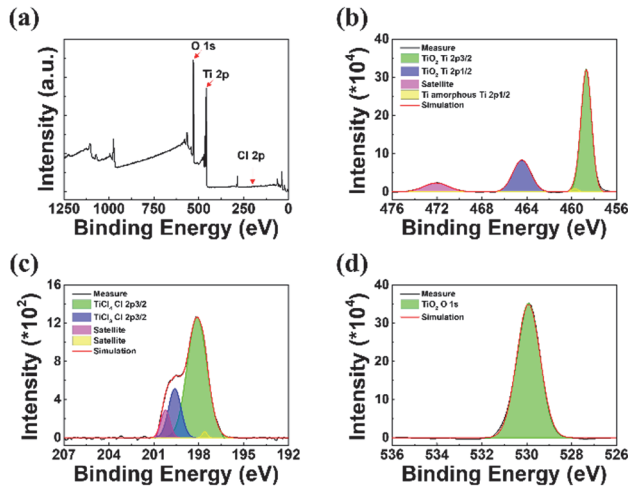 (a)
Intensity (a.u.)
O 1s
Ti 2p
Cl 2p
1250 1000 750 500 250 0
Binding Energy (eV)
(b)
Intensity (*10⁴)
40
30
20
10
0
Measure
TiO₂ Ti 2p3/2
TiO₂ Ti 2p1/2
Satellite
Ti amorphous Ti 2p1/2
Simulation
476 472 468 464 460 456
Binding Energy (eV)
(c)
Intensity (*10²)
16
12
8
4
0
Measure
TiCl₄ Cl 2p3/2
TiCl₃ Cl 2p3/2
Satellite
Satellite
Simulation
207 204 201 198 195 192
Binding Energy (eV)
(d)
Intensity (*10⁴)
40
30
20
10
0
Measure
TiO₂ O 1s
Simulation
536 534 532 530 528 526
Binding Energy (eV)